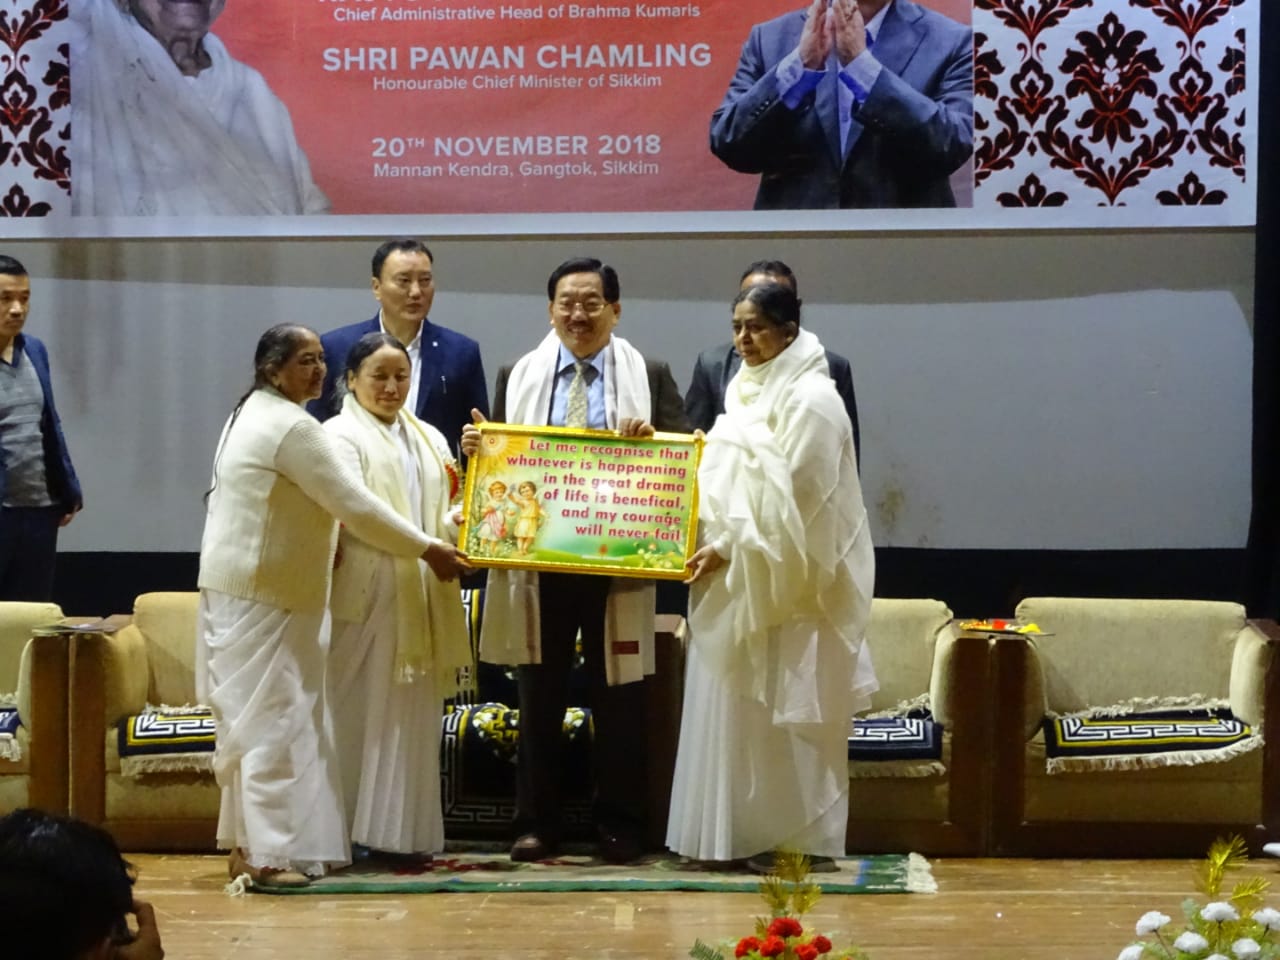 Chief Administrative Head of Brahma Kumaris
SHRI PAWAN CHAMLING
Honourable Chief Minister of Sikkim
20TH NOVEMBER 2018
Mannan Kendra, Gangtok, Sikkim
Let me recognise that
whatever is happenning
in the great drama
of life is benefical,
and my courage
will never fail